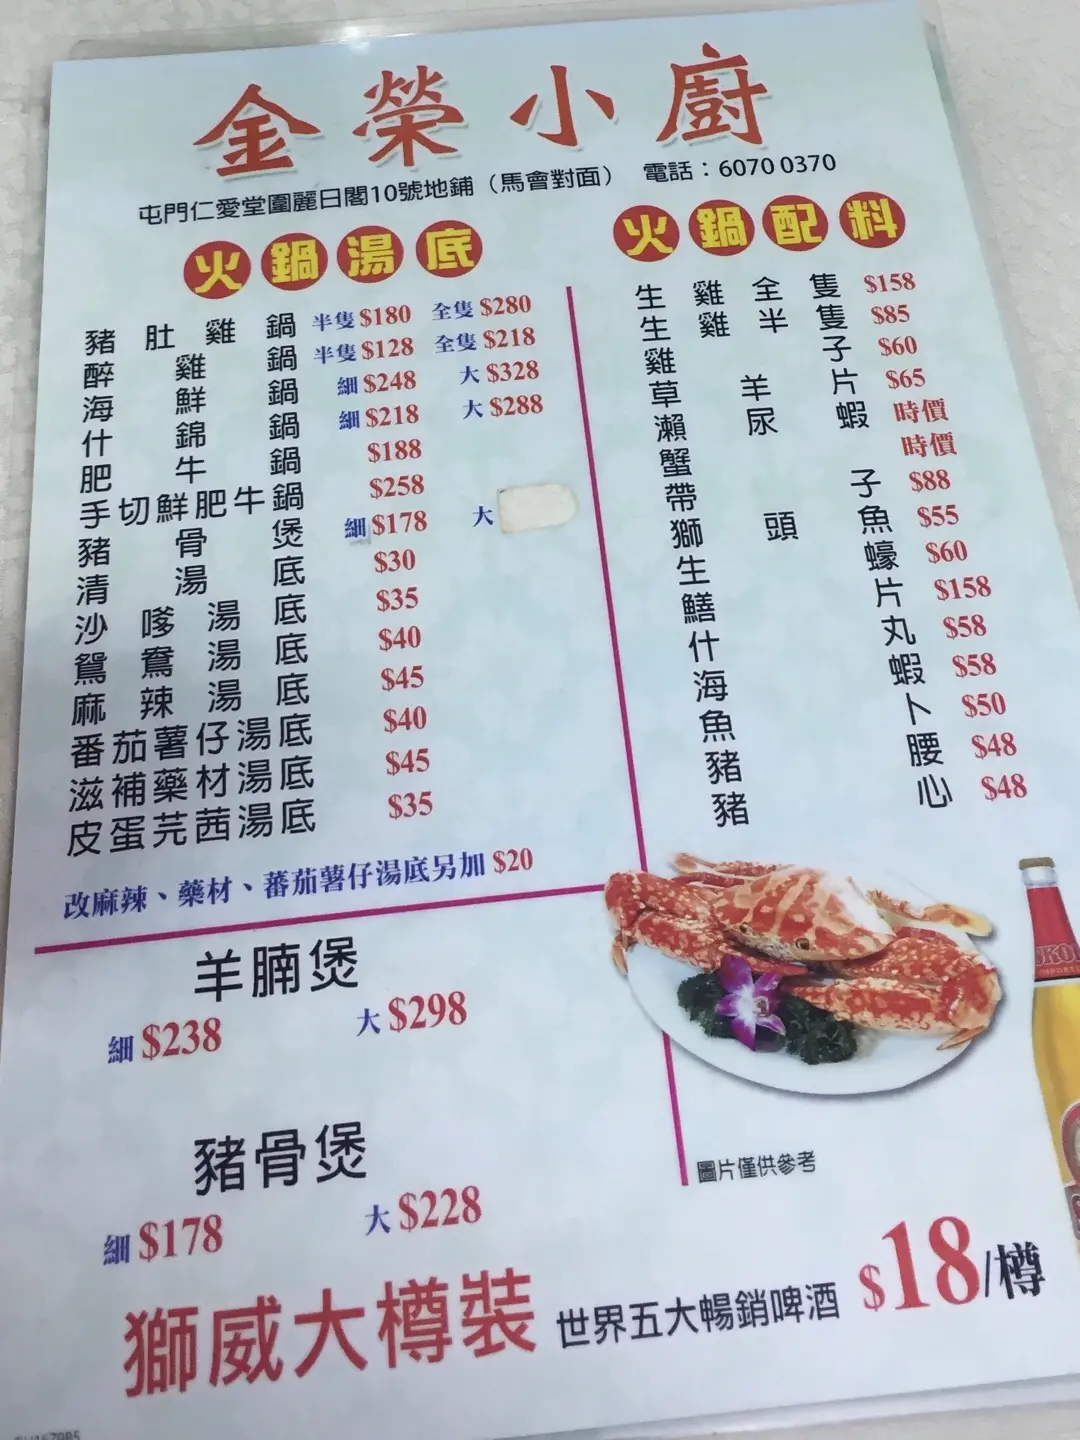 金榮小廚
屯門仁愛堂圍麗日閣10號地鋪（馬會對面） 電話：6070 0370
火鍋湯底
豬肚雞鍋 半隻 $180 全隻 $280
醉雞鍋 半隻 $128 全隻 $218
海鮮鍋 細 $248 大 $328
什錦鍋 細 $218 大 $288
肥牛鍋 $188
手切鮮肥牛鍋 $258
豬骨煲 細 $178 大
清湯底 $30
沙嗲湯底 $35
鴛鴦湯底 $40
麻辣湯底 $45
番茄薯仔湯底 $40
滋補藥材湯底 $45
皮蛋芫茜湯底 $35
改麻辣、藥材、蕃茄薯仔湯底另加 $20
火鍋配料
生雞全隻 $158
生雞半隻 $85
雞子 $60
草羊片 $65
瀨尿蝦 時價
蟹 時價
帶子 $88
獅頭魚 $55
生蠔 $60
鱔片 $158
什丸 $58
海蝦 $58
魚卜 $50
豬腰 $48
豬心 $48
羊腩煲
細 $238 大 $298
豬骨煲
細 $178 大 $228
圖片僅供參考
獅威大樽裝 世界五大暢銷啤酒 $18/樽